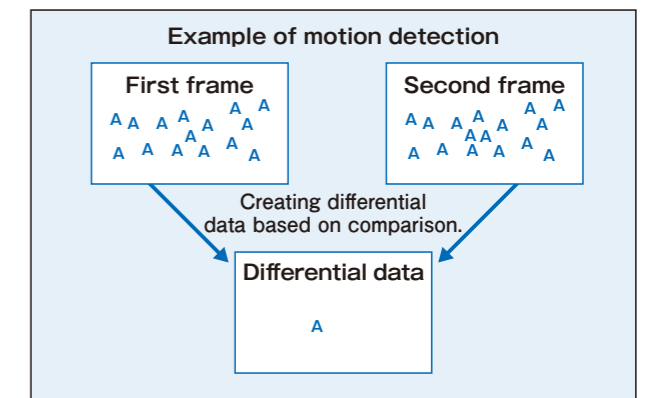 Example of motion detection
First frame
A A
A A A A A A
A
A A A A A A
Second frame
A A
A A A A A A
A A
A A A A A A
Creating differential
data based on comparison.
Differential data
A